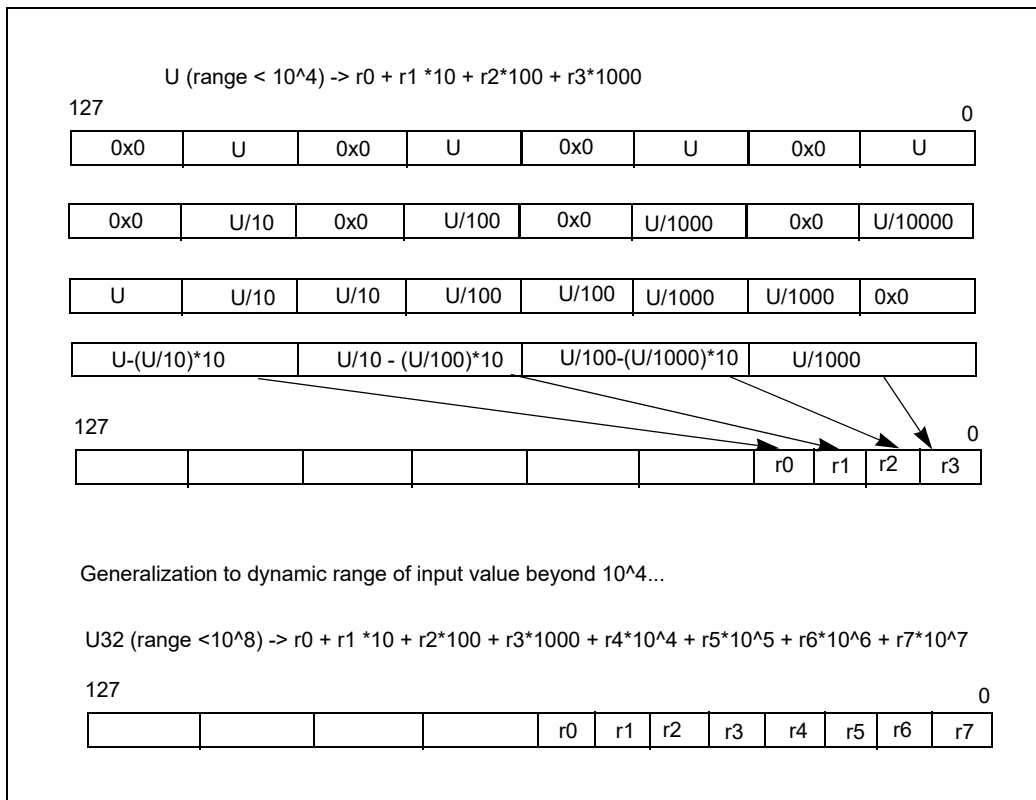 U (range < 10^4) -> r0 + r1 *10 + r2*100 + r3*1000
127 0
0x0 U 0x0 U 0x0 U 0x0 U
0x0 U/10 0x0 U/100 0x0 U/1000 0x0 U/10000
U U/10 U/10 U/100 U/100 U/1000 U/1000 0x0
U-(U/10)*10 U/10 - (U/100)*10 U/100-(U/1000)*10 U/1000
127 0
r0 r1 r2 r3
Generalization to dynamic range of input value beyond 10^4...
U32 (range <10^8) -> r0 + r1 *10 + r2*100 + r3*1000 + r4*10^4 + r5*10^5 + r6*10^6 + r7*10^7
127 0
r0 r1 r2 r3 r4 r5 r6 r7